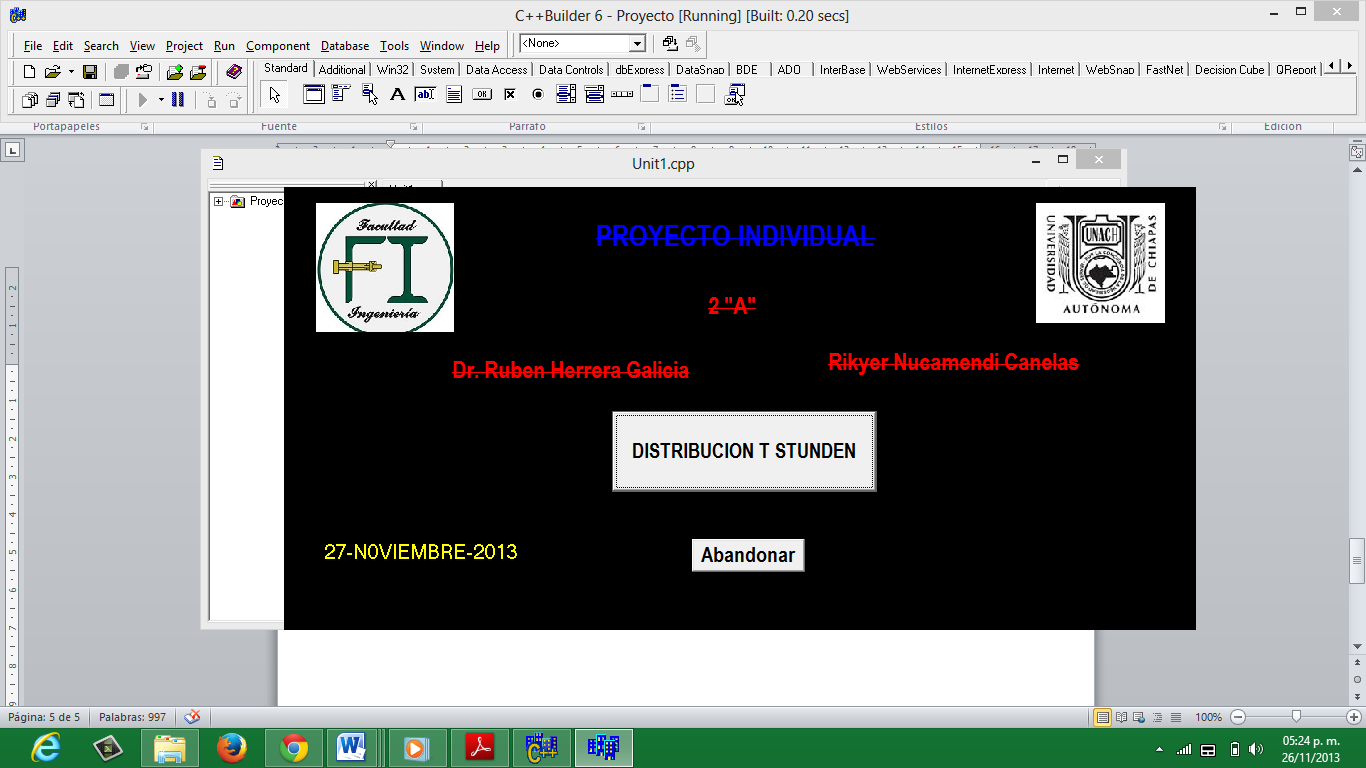 C++Builder 6 - Proyecto [Running] [Built: 0.20 secs]
File Edit Search View Project Run Component Database Tools Window Help <None>
Standard Additional Win32 System Data Access Data Controls dbExpress DataSnap BDE ADO InterBase WebServices InternetExpress Internet WebSnap FastNet Decision Cube QReport
Portapapeles Fuente Párrafo Estilos Edición
Unit1.cpp
Proyec
Facultad
FI
Ingeniería
PROYECTO INDIVIDUAL
UNIVERSIDAD
UNACH
DE CHIAPAS
AUTÓNOMA
2 "A"
Dr. Ruben Herrera Galicia
Rikyer Nucamendi Canelas
DISTRIBUCION T STUNDEN
27-N0VIEMBRE-2013
Abandonar
Página: 5 de 5 Palabras: 997 100%
05:24 p. m.
26/11/2013